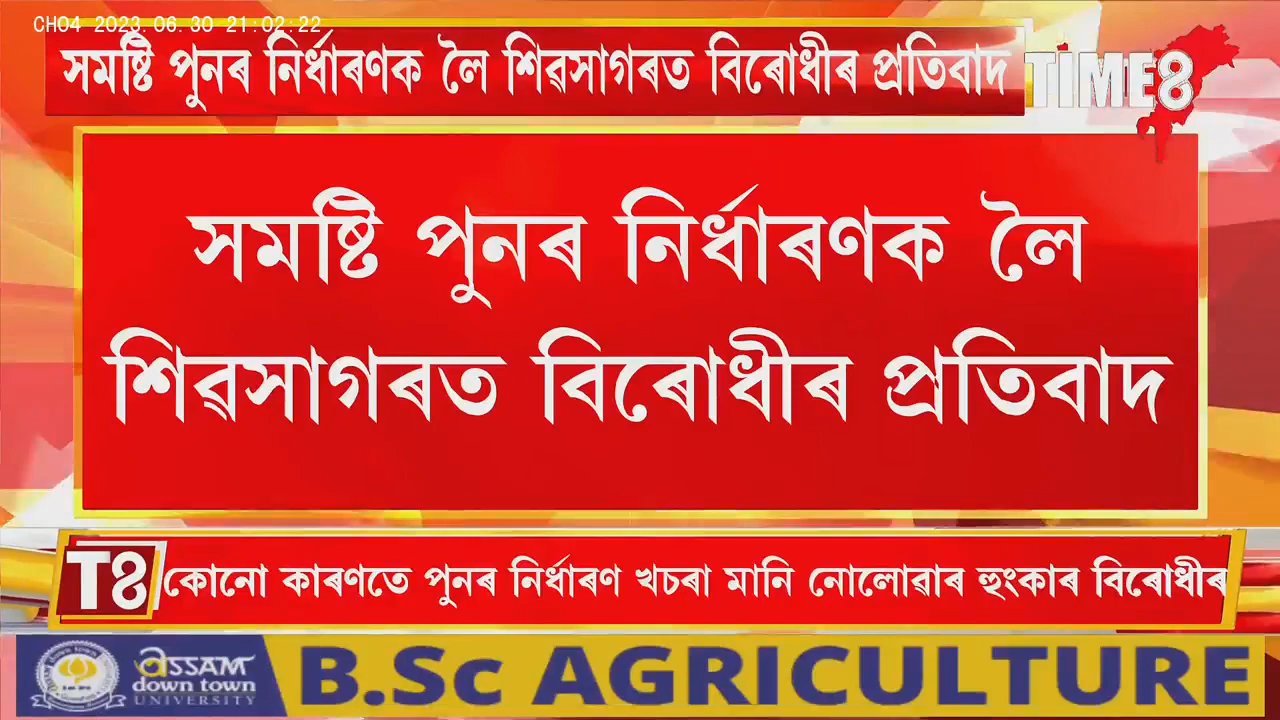 CH04 2023.06.30 21:02:22
সমষ্টি পুনৰ নিৰ্ধাৰণক লৈ শিৱসাগৰত বিৰোধীৰ প্ৰতিবাদ
TIME8
সমষ্টি পুনৰ নিৰ্ধাৰণক লৈ
শিৱসাগৰত বিৰোধীৰ প্ৰতিবাদ
T8
কোনো কাৰণতে পুনৰ নিৰ্ধাৰণ খচৰা মানি নোলোৱাৰ হুংকাৰ বিৰোধীৰ
assam
down town
UNIVERSITY
B.Sc AGRICULTURE